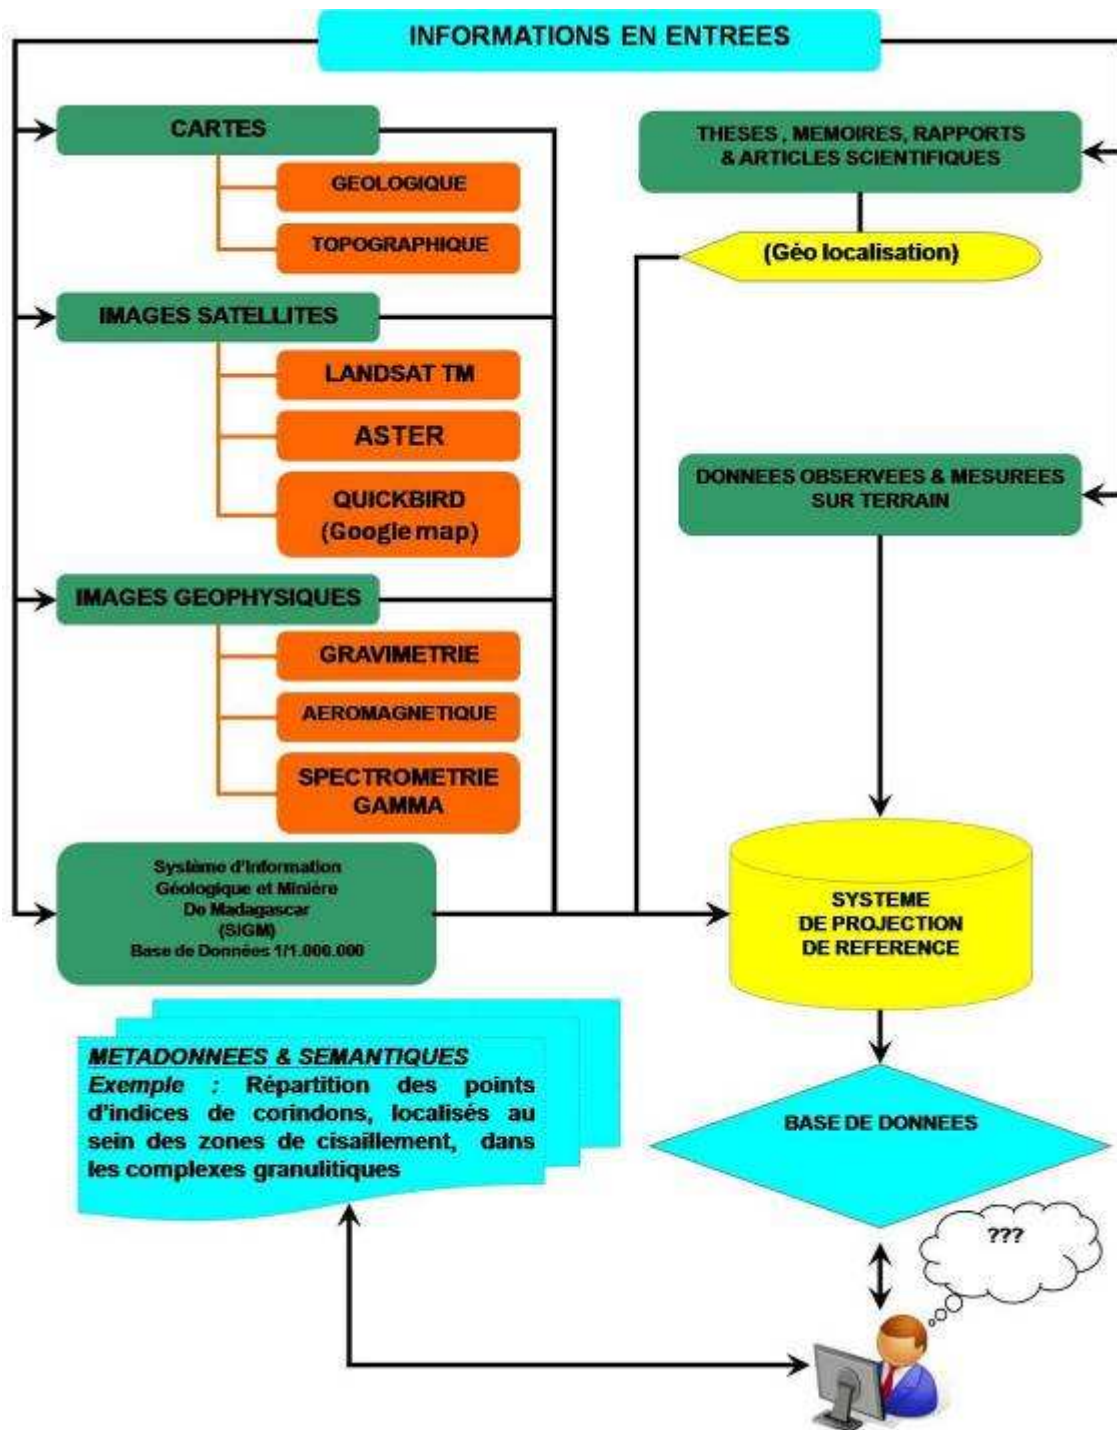 INFORMATIONS EN ENTREES
CARTES
GEOLOGIQUE
TOPOGRAPHIQUE
IMAGES SATELLITES
LANDSAT TM
ASTER
QUICKBIRD
(Google map)
IMAGES GEOPHYSIQUES
GRAVIMETRIE
AEROMAGNETIQUE
SPECTROMETRIE
GAMMA
Système d'Information
Géologique et Minière
De Madagascar
(SIGM)
Base de Données 1/1.000.000
THESES , MEMOIRES, RAPPORTS
& ARTICLES SCIENTIFIQUES
(Géo localisation)
DONNEES OBSERVEES & MESUREES
SUR TERRAIN
SYSTEME
DE PROJECTION
DE REFERENCE
BASE DE DONNEES
???
METADONNEES & SEMANTIQUES
Exemple : Répartition des points
d'indices de corindons, localisés au
sein des zones de cisaillement, dans
les complexes granulitiques